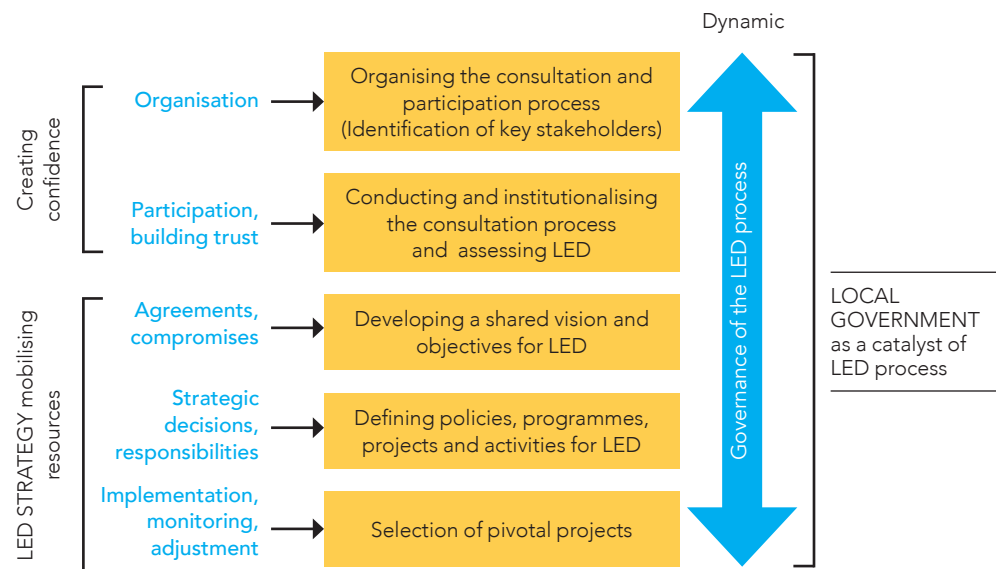 Dynamic
Creating
confidence
Organisation
Organising the consultation and
participation process
(Identification of key stakeholders)
Participation,
building trust
Conducting and institutionalising
the consultation process
and assessing LED
LED STRATEGY mobilising
resources
Agreements,
compromises
Developing a shared vision and
objectives for LED
Strategic
decisions,
responsibilities
Defining policies, programmes,
projects and activities for LED
Implementation,
monitoring,
adjustment
Selection of pivotal projects
Governance of the LED process
LOCAL
GOVERNMENT
as a catalyst of
LED process